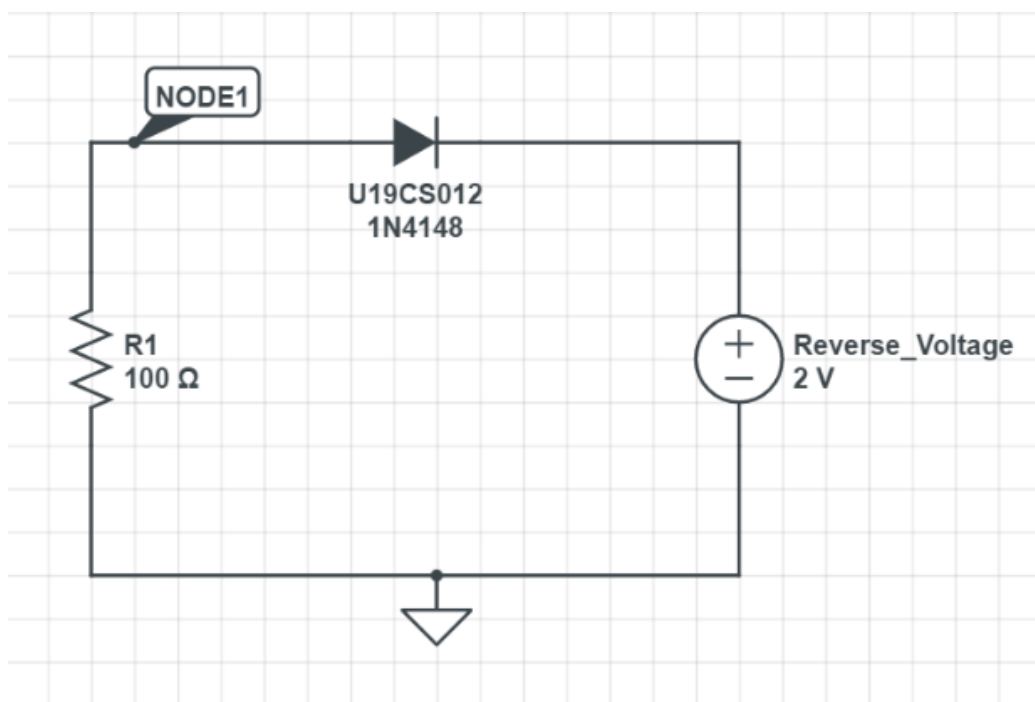 NODE1
U19CS012
1N4148
R1
100 Ω
Reverse_Voltage
2 V